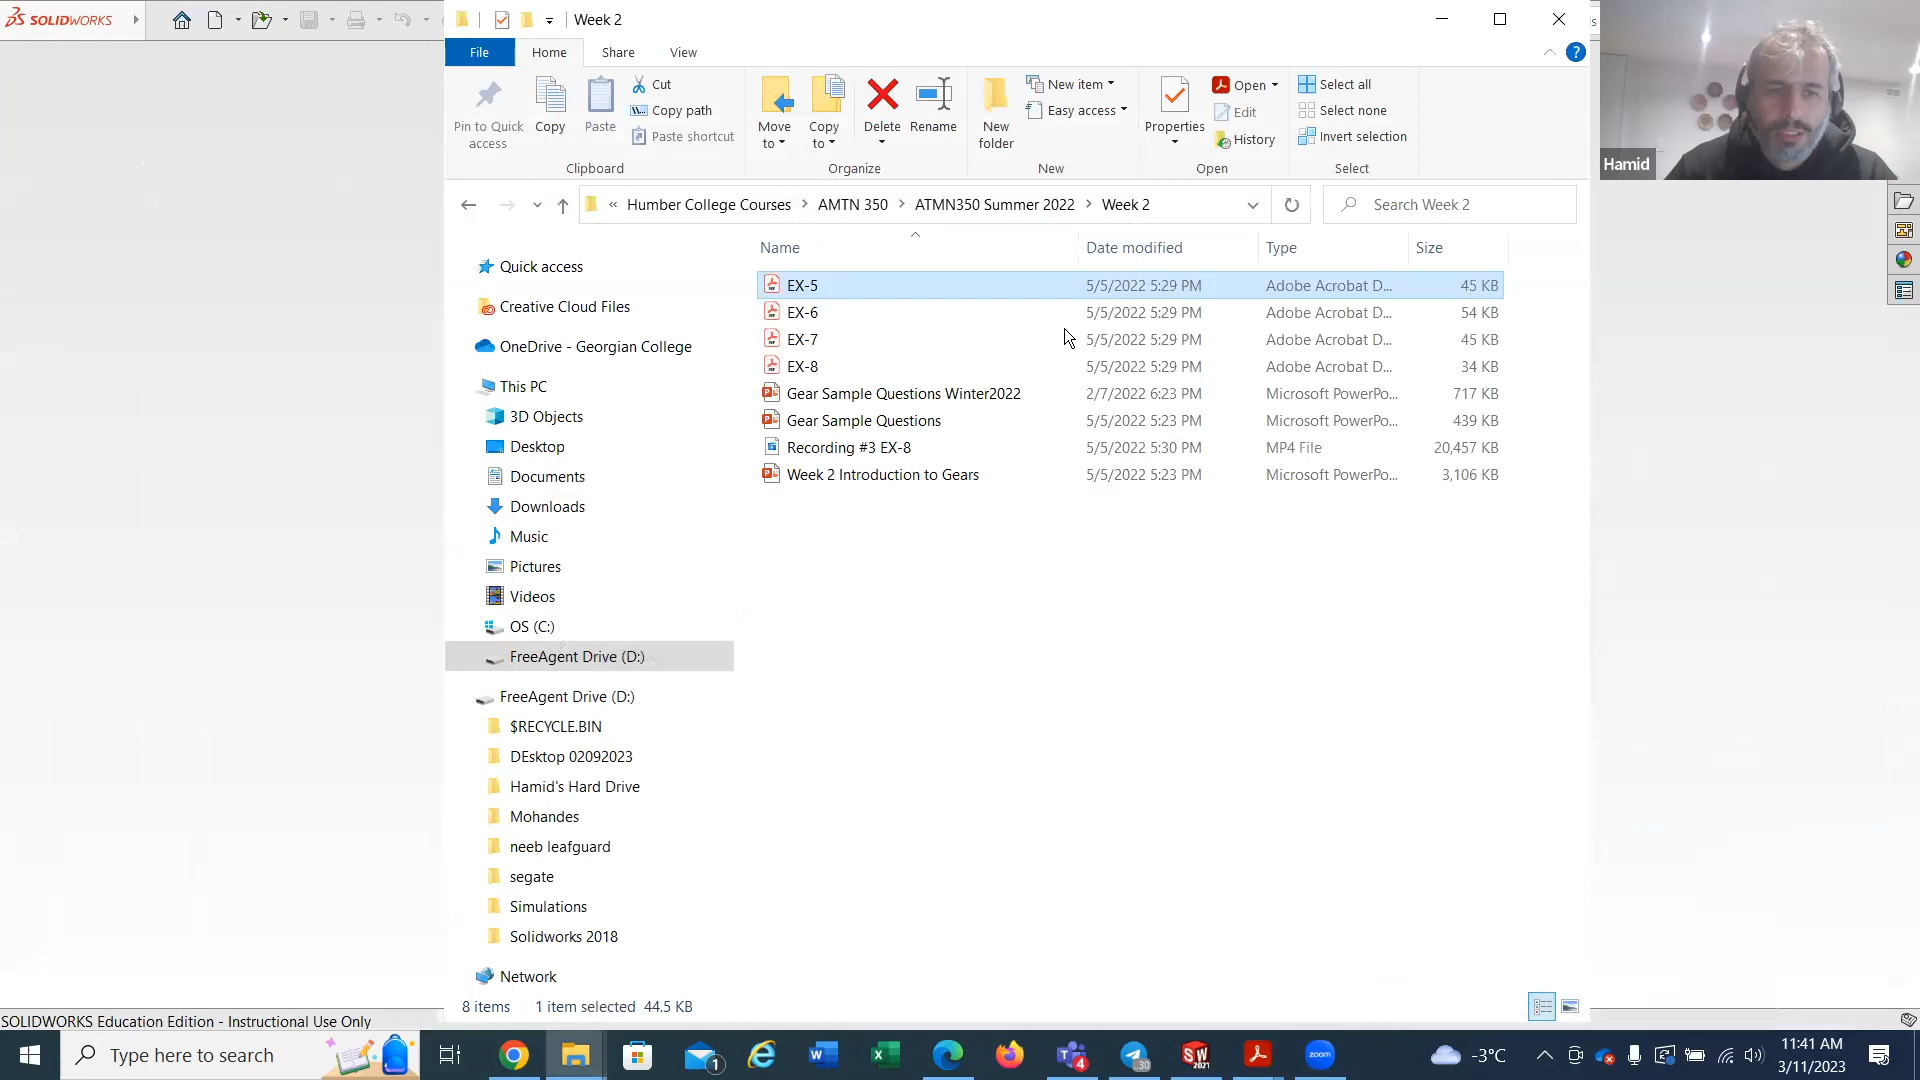 SOLIDWORKS
Week 2
File
Home
Share
View
Pin to Quick access
Copy
Paste
Cut
Copy path
Paste shortcut
Clipboard
Move to
Copy to
Delete
Rename
Organize
New folder
New item
Easy access
New
Properties
Open
Edit
History
Open
Select all
Select none
Invert selection
Select
Hamid
« Humber College Courses > AMTN 350 > ATMN350 Summer 2022 > Week 2
Search Week 2
Name Date modified Type Size
EX-5 5/5/2022 5:29 PM Adobe Acrobat D... 45 KB
EX-6 5/5/2022 5:29 PM Adobe Acrobat D... 54 KB
EX-7 5/5/2022 5:29 PM Adobe Acrobat D... 45 KB
EX-8 5/5/2022 5:29 PM Adobe Acrobat D... 34 KB
Gear Sample Questions Winter2022 2/7/2022 6:23 PM Microsoft PowerPo... 717 KB
Gear Sample Questions 5/5/2022 5:23 PM Microsoft PowerPo... 439 KB
Recording #3 EX-8 5/5/2022 5:30 PM MP4 File 20,457 KB
Week 2 Introduction to Gears 5/5/2022 5:23 PM Microsoft PowerPo... 3,106 KB
Quick access
Creative Cloud Files
OneDrive - Georgian College
This PC
3D Objects
Desktop
Documents
Downloads
Music
Pictures
Videos
OS (C:)
FreeAgent Drive (D:)
FreeAgent Drive (D:)
$RECYCLE.BIN
DEsktop 02092023
Hamid's Hard Drive
Mohandes
neeb leafguard
segate
Simulations
Solidworks 2018
Network
8 items 1 item selected 44.5 KB
SOLIDWORKS Education Edition - Instructional Use Only
Type here to search
1
4
30
SW
2021
zoom
-3°C
11:41 AM
3/11/2023